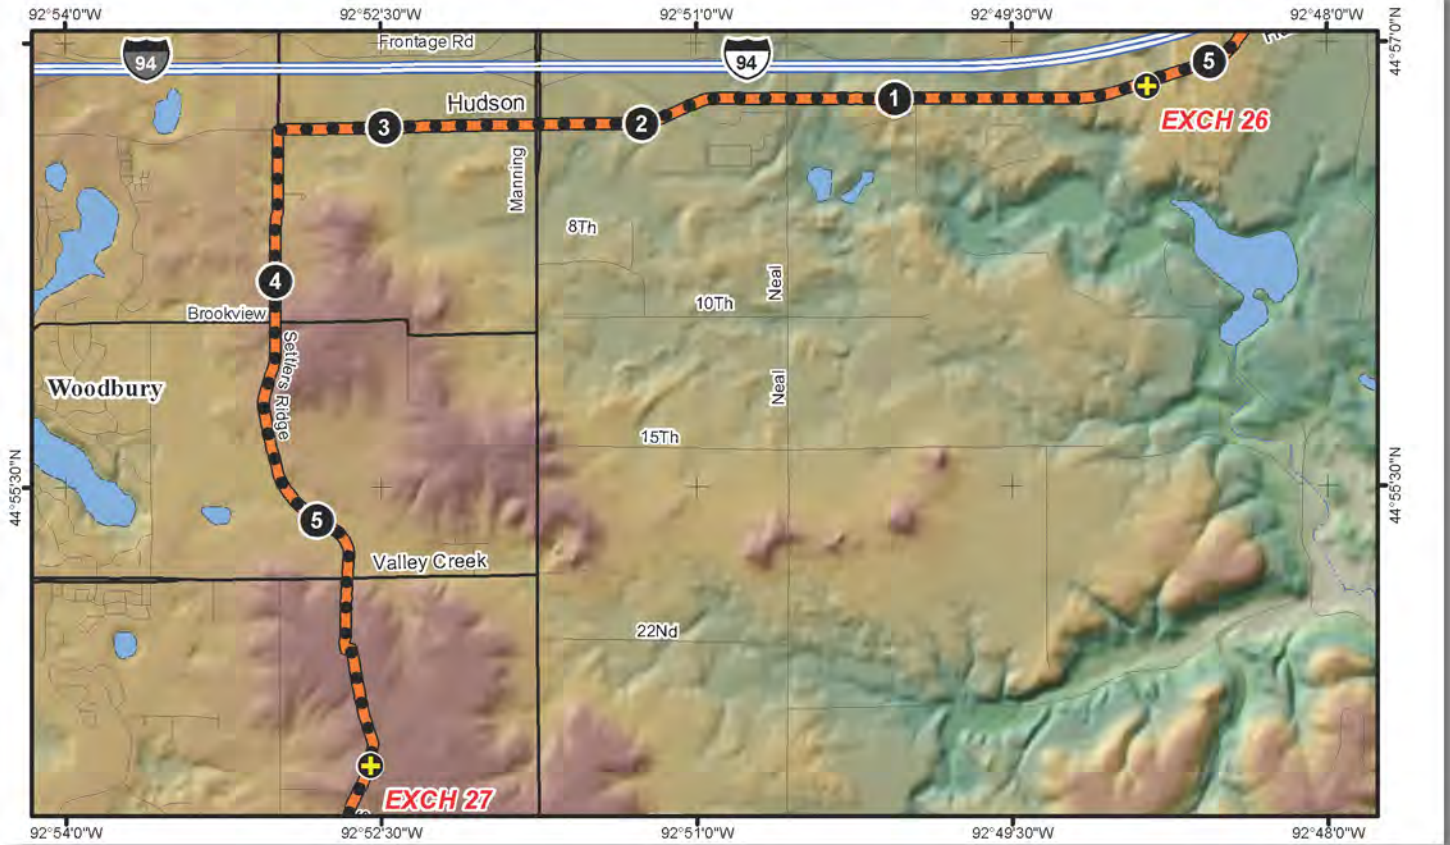 92°54'0"W 92°52'30"W 92°51'0"W 92°49'30"W 92°48'0"W
44°57'0"N
Frontage Rd
94
94
5
Hudson
1
EXCH 26
3
2
Manning
8Th
4
Neal
10Th
Brookview
Settlers Ridge
Woodbury
Neal
15Th
44°55'30"N
44°55'30"N
5
Valley Creek
22Nd
EXCH 27
92°54'0"W 92°52'30"W 92°51'0"W 92°49'30"W 92°48'0"W